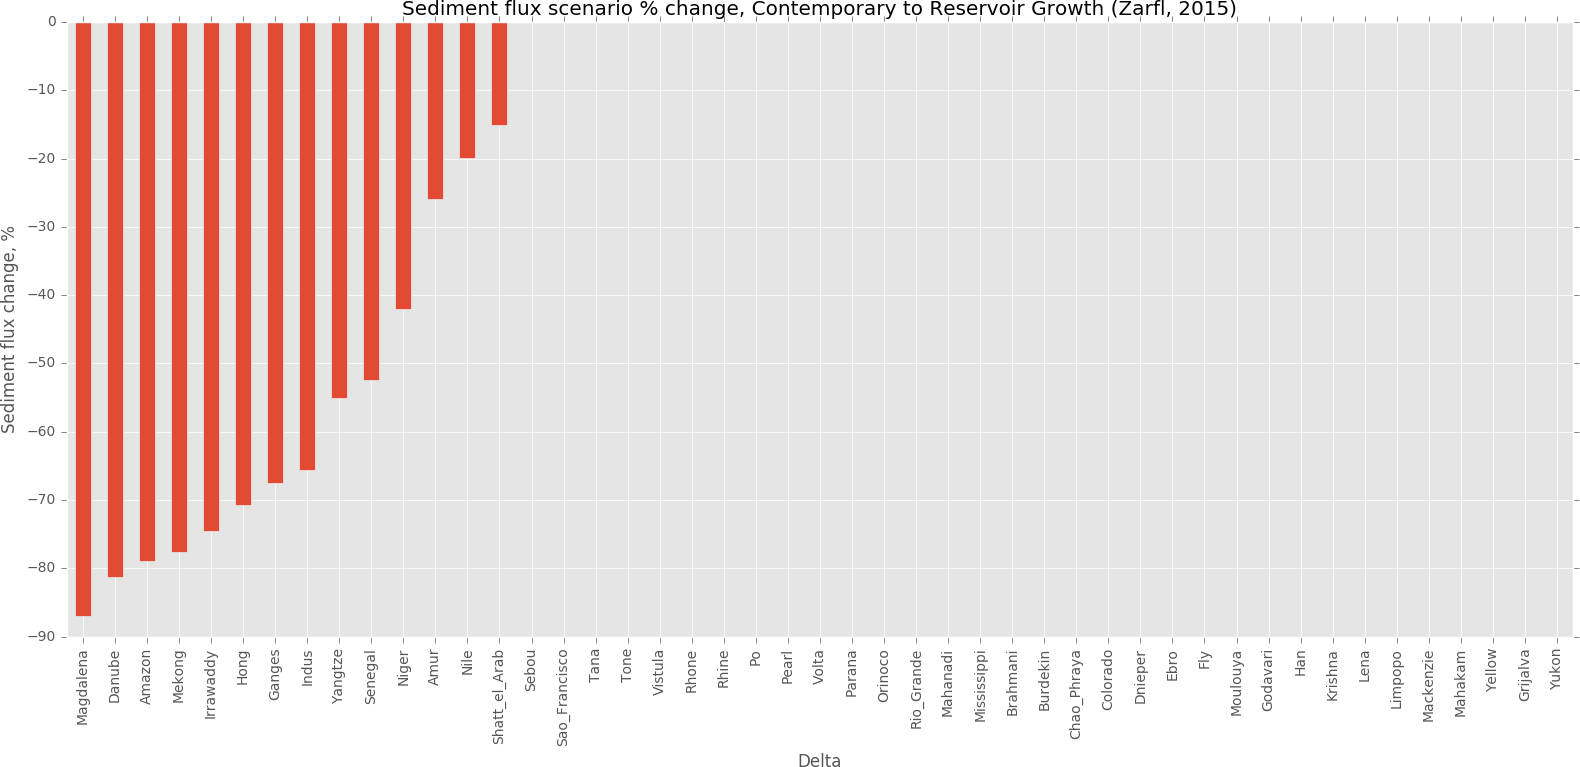 Sediment flux scenario % change, Contemporary to Reservoir Growth (Zarfl, 2015)
Sediment flux change, %
0
−10
−20
−30
−40
−50
−60
−70
−80
−90
Magdalena
Danube
Amazon
Mekong
Irrawaddy
Hong
Ganges
Indus
Yangtze
Senegal
Niger
Amur
Nile
Shatt_el_Arab
Sebou
Sao_Francisco
Tana
Tone
Vistula
Rhone
Rhine
Po
Pearl
Volta
Parana
Orinoco
Rio_Grande
Mahanadi
Mississippi
Brahmani
Burdekin
Chao_Phraya
Colorado
Dnieper
Ebro
Fly
Moulouya
Godavari
Han
Krishna
Lena
Limpopo
Mackenzie
Mahakam
Yellow
Grijalva
Yukon
Delta